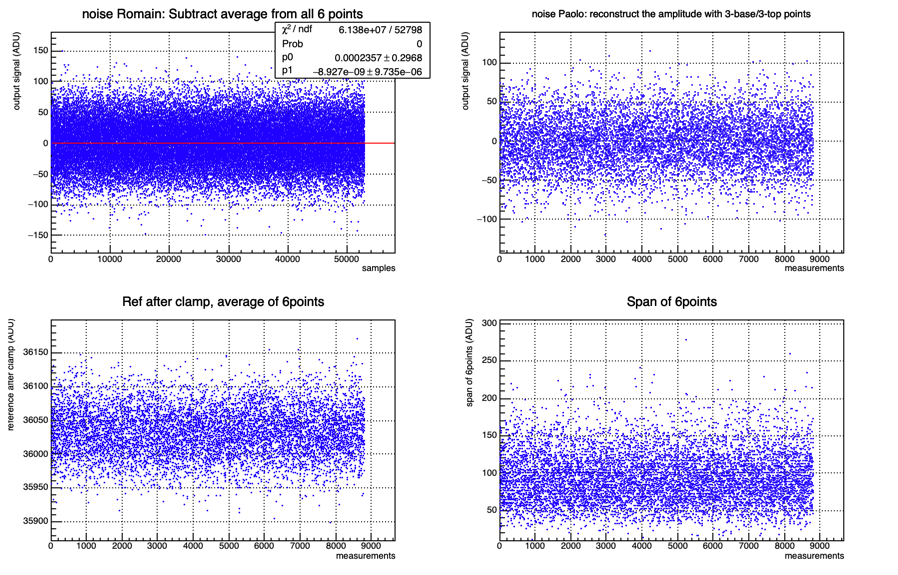 noise Romain: Subtract average from all 6 points
χ² / ndf 6.138e+07 / 52798
Prob 0
p0 0.0002357 ± 0.2968
p1 −8.927e−09 ± 9.735e−06
output signal (ADU)
150
100
50
0
−50
−100
−150
0 10000 20000 30000 40000 50000
samples
noise Paolo: reconstruct the amplitude with 3-base/3-top points
output signal (ADU)
100
50
0
−50
−100
0 1000 2000 3000 4000 5000 6000 7000 8000 9000
measurements
Ref after clamp, average of 6points
reference after clamp (ADU)
36150
36100
36050
36000
35950
35900
0 1000 2000 3000 4000 5000 6000 7000 8000 9000
measurements
Span of 6points
span of 6points (ADU)
300
250
200
150
100
50
0 1000 2000 3000 4000 5000 6000 7000 8000 9000
measurements